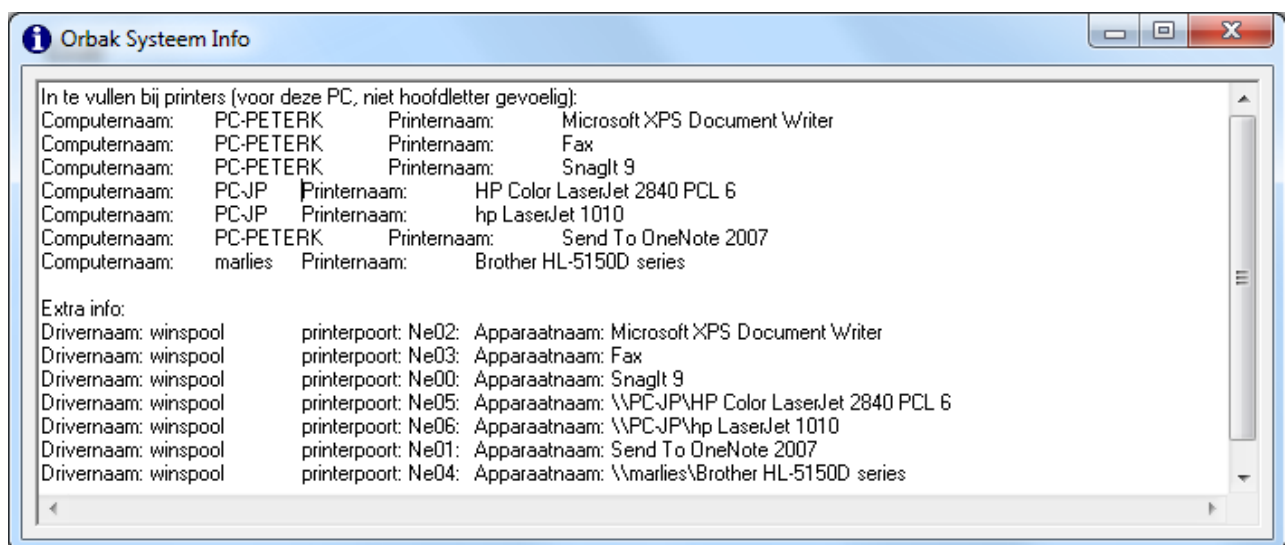 Orbak Systeem Info
In te vullen bij printers (voor deze PC, niet hoofdletter gevoelig):
Computernaam: PC-PETERK Printernaam: Microsoft XPS Document Writer
Computernaam: PC-PETERK Printernaam: Fax
Computernaam: PC-PETERK Printernaam: SnagIt 9
Computernaam: PC-JP Printernaam: HP Color LaserJet 2840 PCL 6
Computernaam: PC-JP Printernaam: hp LaserJet 1010
Computernaam: PC-PETERK Printernaam: Send To OneNote 2007
Computernaam: marlies Printernaam: Brother HL-5150D series
Extra info:
Drivernaam: winspool printerpoort: Ne02: Apparaatnaam: Microsoft XPS Document Writer
Drivernaam: winspool printerpoort: Ne03: Apparaatnaam: Fax
Drivernaam: winspool printerpoort: Ne00: Apparaatnaam: SnagIt 9
Drivernaam: winspool printerpoort: Ne05: Apparaatnaam: \\PC-JP\HP Color LaserJet 2840 PCL 6
Drivernaam: winspool printerpoort: Ne06: Apparaatnaam: \\PC-JP\hp LaserJet 1010
Drivernaam: winspool printerpoort: Ne01: Apparaatnaam: Send To OneNote 2007
Drivernaam: winspool printerpoort: Ne04: Apparaatnaam: \\marlies\Brother HL-5150D series